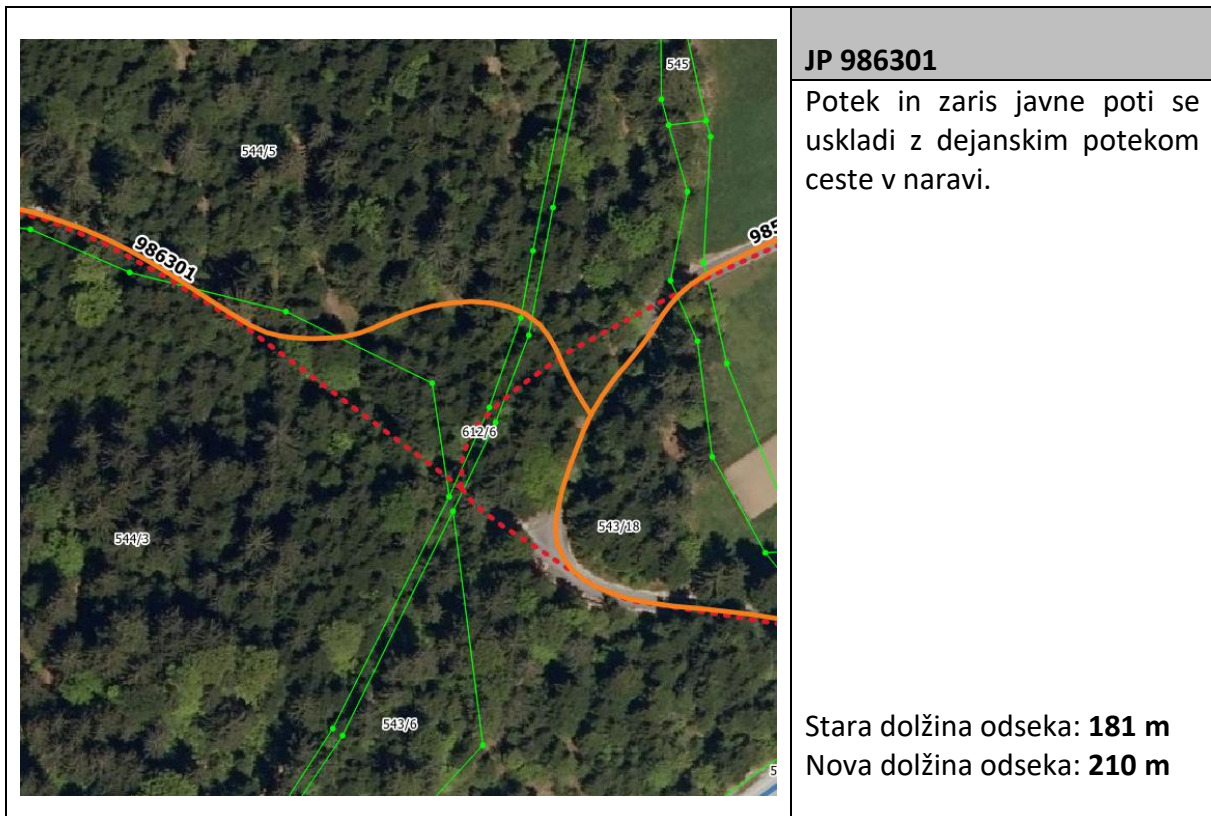 545
544/5
986301
985
612/6
543/18
544/3
543/6
5
JP 986301
Potek in zaris javne poti se
uskladi z dejanskim potekom
ceste v naravi.
Stara dolžina odseka: 181 m
Nova dolžina odseka: 210 m